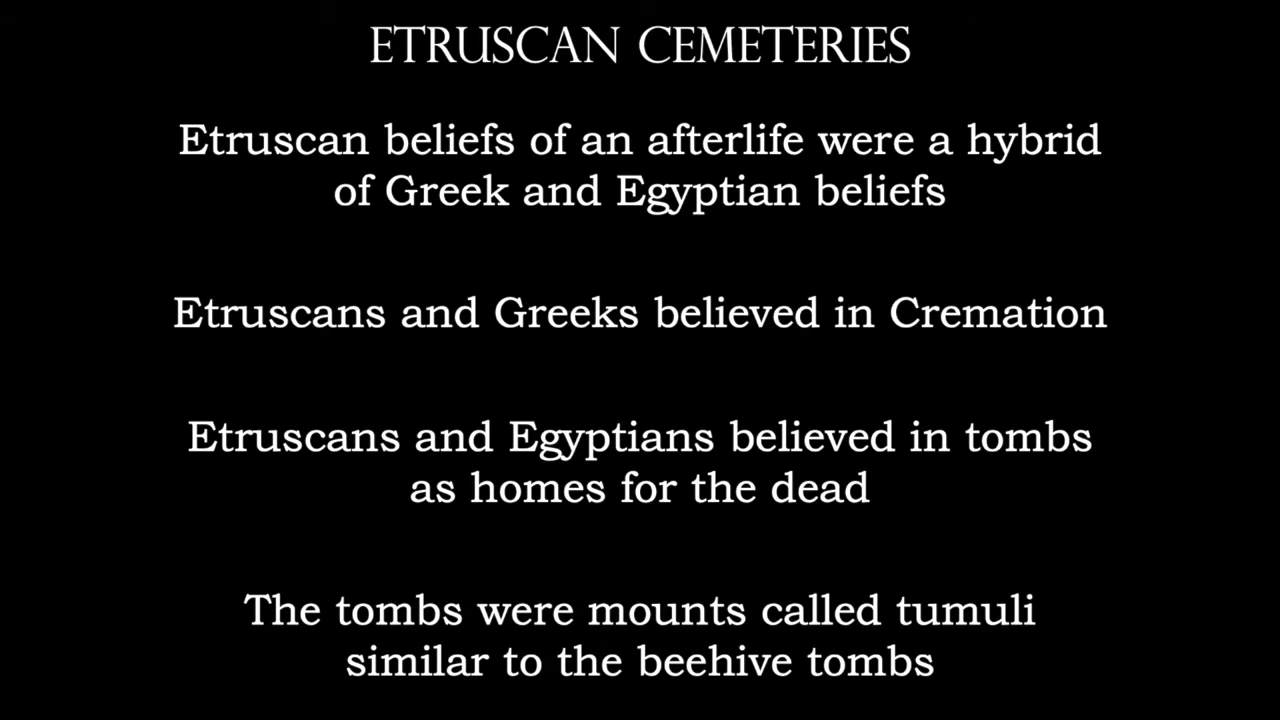 ETRUSCAN CEMETERIES
Etruscan beliefs of an afterlife were a hybrid
of Greek and Egyptian beliefs
Etruscans and Greeks believed in Cremation
Etruscans and Egyptians believed in tombs
as homes for the dead
The tombs were mounts called tumuli
similar to the beehive tombs